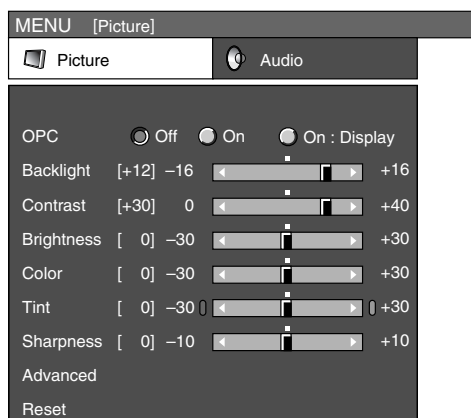 MENU [Picture]
Picture Audio
OPC Off On On : Display
Backlight [+12] –16 +16
Contrast [+30] 0 +40
Brightness [ 0] –30 +30
Color [ 0] –30 +30
Tint [ 0] –30 +30
Sharpness [ 0] –10 +10
Advanced
Reset